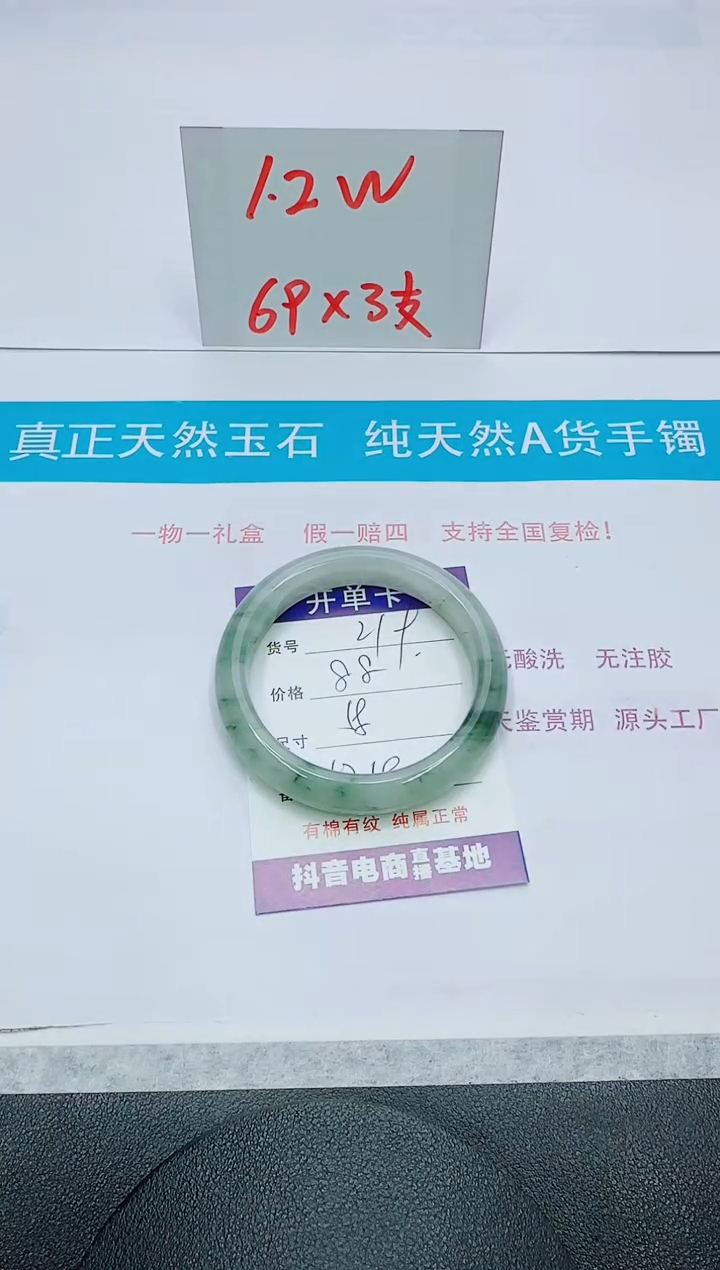 1.2W
69×3支
真正天然玉石 纯天然A货手镯
一物一礼盒 假一赔四 支持全国复检!
开单卡
货号
价格 88
酸洗 无注胶
尺寸
鉴赏期 源头工厂
有棉有纹 纯属正常
抖音电商直播基地